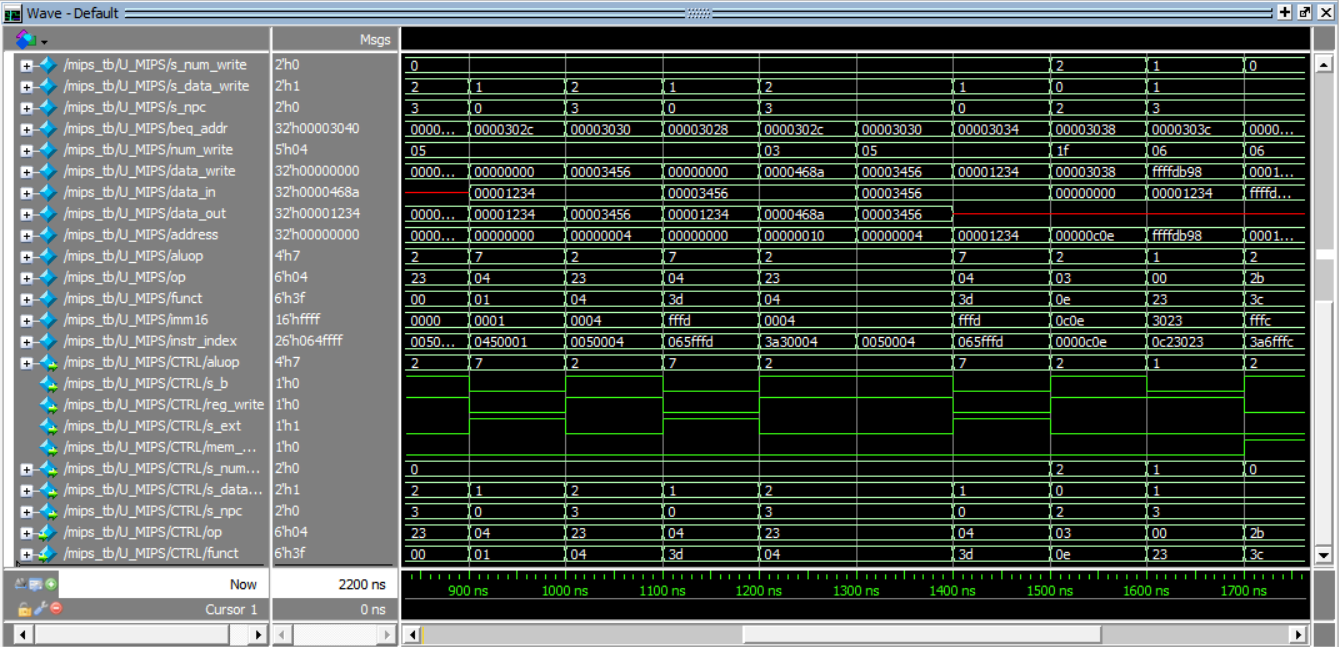 Wave - Default
Msgs
/mips_tb/U_MIPS/s_num_write 2'h0 0 2 1 0
/mips_tb/U_MIPS/s_data_write 2'h1 2 1 2 1 2 1 0 1
/mips_tb/U_MIPS/s_npc 2'h0 3 0 3 0 3 0 2 3
/mips_tb/U_MIPS/beq_addr 32'h00003040 0000... 0000302c 00003030 00003028 0000302c 00003030 00003034 00003038 0000303c 0000...
/mips_tb/U_MIPS/num_write 5'h04 05 03 05 1f 06 06
/mips_tb/U_MIPS/data_write 32'h00000000 0000... 00000000 00003456 00000000 0000468a 00003456 00001234 00003038 ffffdb98 0001...
/mips_tb/U_MIPS/data_in 32'h0000468a 00001234 00003456 00003456 00000000 00001234 ffffd...
/mips_tb/U_MIPS/data_out 32'h00001234 0000... 00001234 00003456 00001234 0000468a 00003456
/mips_tb/U_MIPS/address 32'h00000000 0000... 00000000 00000004 00000000 00000010 00000004 00001234 00000c0e ffffdb98 0001...
/mips_tb/U_MIPS/aluop 4'h7 2 7 2 7 2 7 2 1 2
/mips_tb/U_MIPS/op 6'h04 23 04 23 04 23 04 03 00 2b
/mips_tb/U_MIPS/funct 6'h3f 00 01 04 3d 04 3d 0e 23 3c
/mips_tb/U_MIPS/imm16 16'hffff 0000 0001 0004 fffd 0004 fffd 0c0e 3023 fffc
/mips_tb/U_MIPS/instr_index 26'h064ffff 0050... 0450001 0050004 065fffd 3a30004 0050004 065fffd 0000c0e 0c23023 3a6fffc
/mips_tb/U_MIPS/CTRL/aluop 4'h7 2 7 2 7 2 7 2 1 2
/mips_tb/U_MIPS/CTRL/s_b 1'h0
/mips_tb/U_MIPS/CTRL/reg_write 1'h0
/mips_tb/U_MIPS/CTRL/s_ext 1'h1
/mips_tb/U_MIPS/CTRL/mem_... 1'h0
/mips_tb/U_MIPS/CTRL/s_num... 2'h0 0 2 1 0
/mips_tb/U_MIPS/CTRL/s_data... 2'h1 2 1 2 1 2 1 0 1
/mips_tb/U_MIPS/CTRL/s_npc 2'h0 3 0 3 0 3 0 2 3
/mips_tb/U_MIPS/CTRL/op 6'h04 23 04 23 04 23 04 03 00 2b
/mips_tb/U_MIPS/CTRL/funct 6'h3f 00 01 04 3d 04 3d 0e 23 3c
Now 2200 ns 900 ns 1000 ns 1100 ns 1200 ns 1300 ns 1400 ns 1500 ns 1600 ns 1700 ns
Cursor 1 0 ns